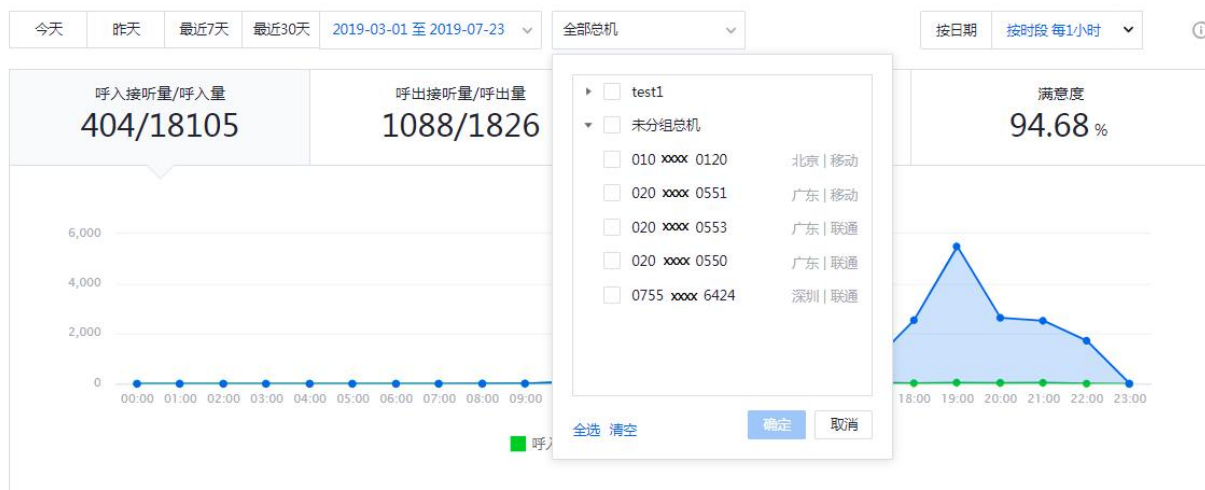 今天 昨天 最近7天 最近30天 2019-03-01 至 2019-07-23 全部总机 按日期 按时段 每1小时
呼入接听量/呼入量 呼出接听量/呼出量 满意度
404/18105 1088/1826 94.68 %
test1
未分组总机
010 xxxx 0120 北京 | 移动
020 xxxx 0551 广东 | 移动
020 xxxx 0553 广东 | 联通
020 xxxx 0550 广东 | 联通
0755 xxxx 6424 深圳 | 联通
6,000
4,000
2,000
0
00:00 01:00 02:00 03:00 04:00 05:00 06:00 07:00 08:00 09:00 18:00 19:00 20:00 21:00 22:00 23:00
全选 清空 确定 取消
呼